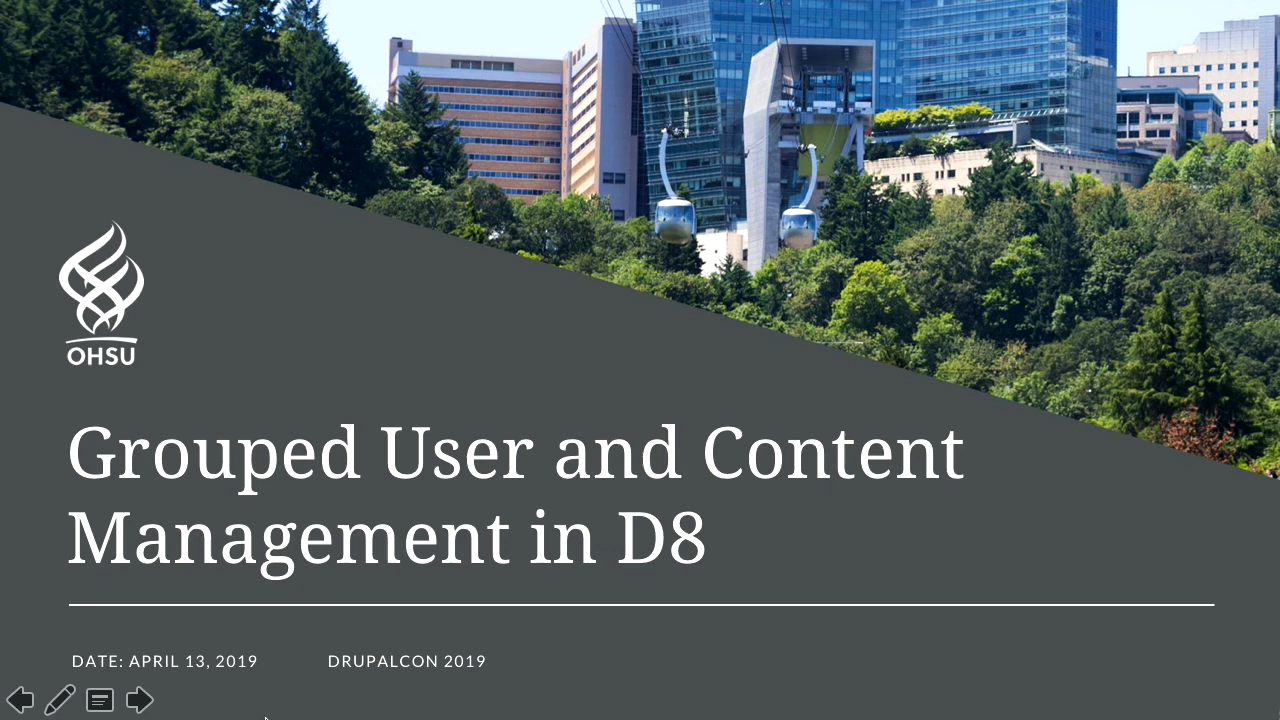 OHSU
Grouped User and Content
Management in D8
DATE: APRIL 13, 2019 DRUPALCON 2019